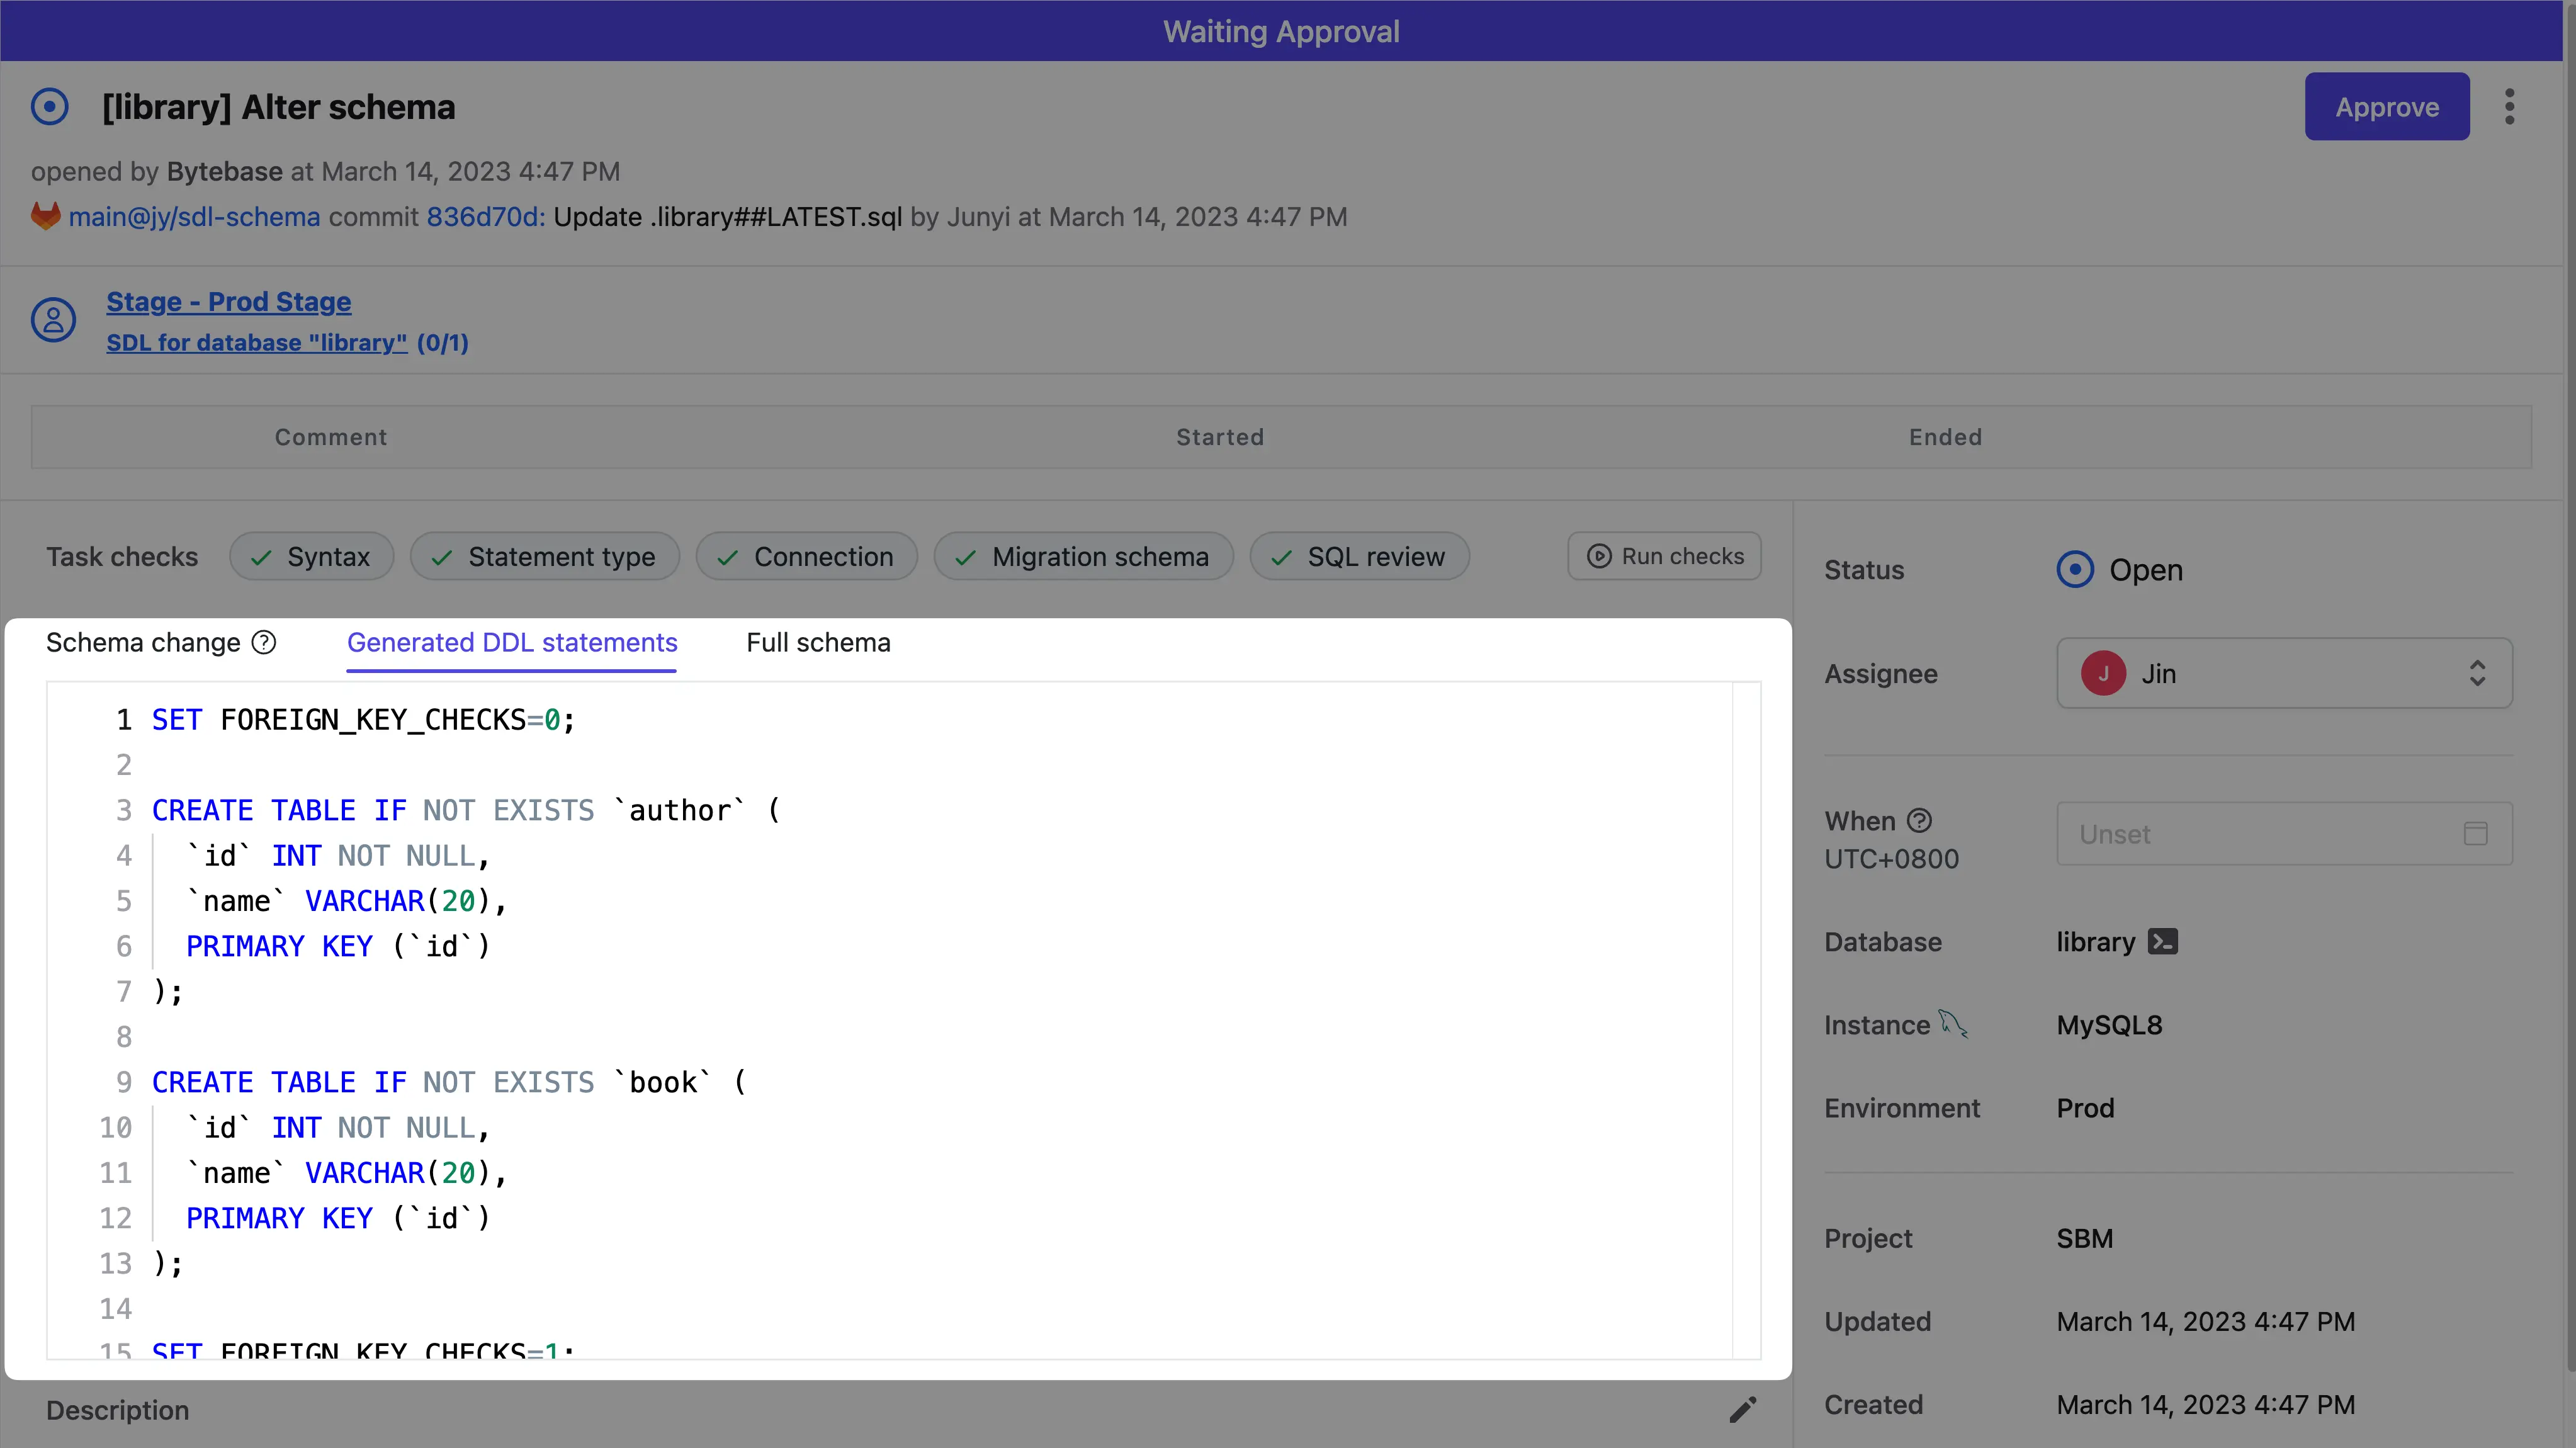 Waiting Approval
[library] Alter schema
Approve
opened by Bytebase at March 14, 2023 4:47 PM
main@jy/sdl-schema commit 836d70d: Update .library##LATEST.sql by Junyi at March 14, 2023 4:47 PM
Stage - Prod Stage
SDL for database "library" (0/1)
Comment Started Ended
Task checks Syntax Statement type Connection Migration schema SQL review Run checks
Schema change Generated DDL statements Full schema
1 SET FOREIGN_KEY_CHECKS=0;
2
3 CREATE TABLE IF NOT EXISTS `author` (
4 `id` INT NOT NULL,
5 `name` VARCHAR(20),
6 PRIMARY KEY (`id`)
7 );
8
9 CREATE TABLE IF NOT EXISTS `book` (
10 `id` INT NOT NULL,
11 `name` VARCHAR(20),
12 PRIMARY KEY (`id`)
13 );
14
15 SET FOREIGN_KEY_CHECKS=1;
Description
Status Open
Assignee J Jin
When Unset
UTC+0800
Database library
Instance MySQL8
Environment Prod
Project SBM
Updated March 14, 2023 4:47 PM
Created March 14, 2023 4:47 PM